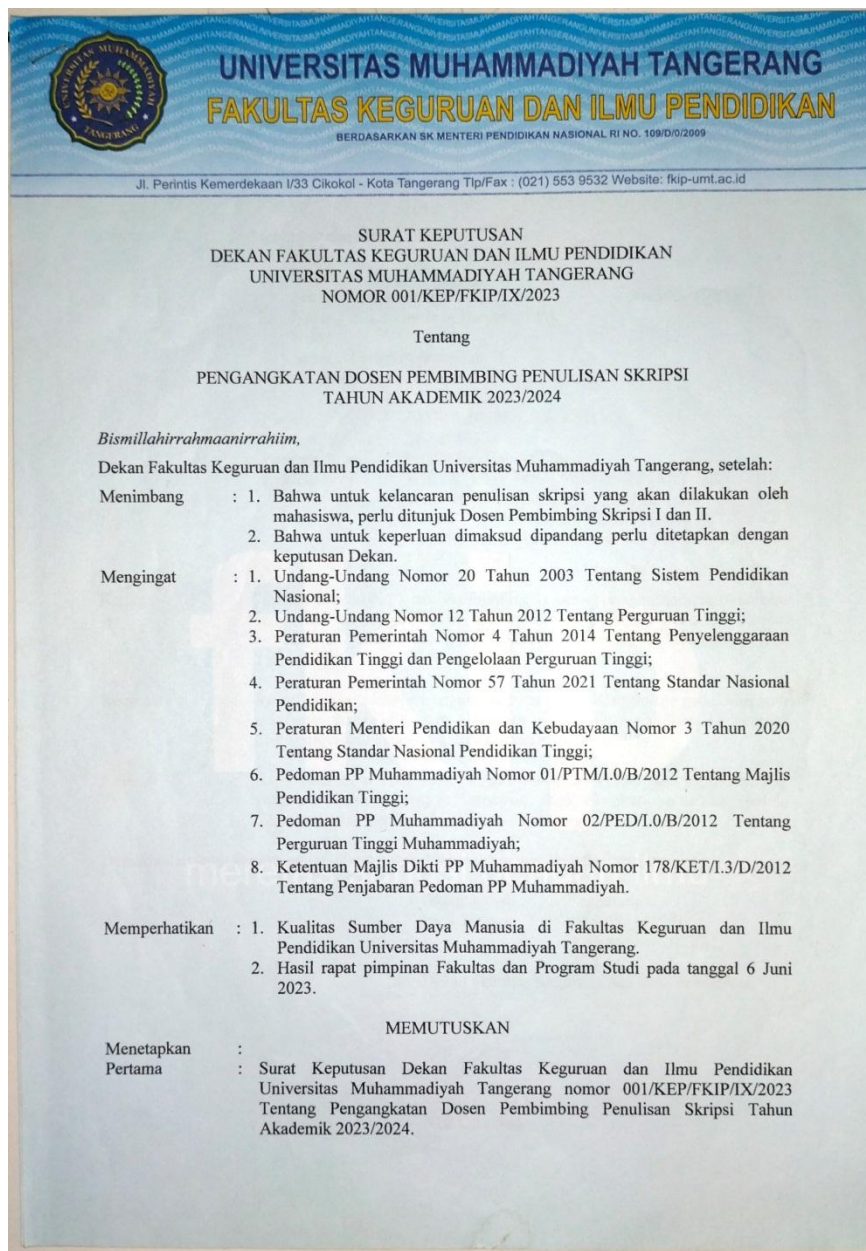 UNIVERSITAS MUHAMMADIYAH TANGERANG
FAKULTAS KEGURUAN DAN ILMU PENDIDIKAN
BERDASARKAN SK MENTERI PENDIDIKAN NASIONAL RI NO. 109/D/0/2009
Jl. Perintis Kemerdekaan I/33 Cikokol - Kota Tangerang Tlp/Fax : (021) 553 9532 Website: fkip-umt.ac.id
SURAT KEPUTUSAN
DEKAN FAKULTAS KEGURUAN DAN ILMU PENDIDIKAN
UNIVERSITAS MUHAMMADIYAH TANGERANG
NOMOR 001/KEP/FKIP/IX/2023
Tentang
PENGANGKATAN DOSEN PEMBIMBING PENULISAN SKRIPSI
TAHUN AKADEMIK 2023/2024
Bismillahirrahmaanirrahiim,
Dekan Fakultas Keguruan dan Ilmu Pendidikan Universitas Muhammadiyah Tangerang, setelah:
Menimbang : 1. Bahwa untuk kelancaran penulisan skripsi yang akan dilakukan oleh
mahasiswa, perlu ditunjuk Dosen Pembimbing Skripsi I dan II.
2. Bahwa untuk keperluan dimaksud dipandang perlu ditetapkan dengan
keputusan Dekan.
Mengingat : 1. Undang-Undang Nomor 20 Tahun 2003 Tentang Sistem Pendidikan
Nasional;
2. Undang-Undang Nomor 12 Tahun 2012 Tentang Perguruan Tinggi;
3. Peraturan Pemerintah Nomor 4 Tahun 2014 Tentang Penyelenggaraan
Pendidikan Tinggi dan Pengelolaan Perguruan Tinggi;
4. Peraturan Pemerintah Nomor 57 Tahun 2021 Tentang Standar Nasional
Pendidikan;
5. Peraturan Menteri Pendidikan dan Kebudayaan Nomor 3 Tahun 2020
Tentang Standar Nasional Pendidikan Tinggi;
6. Pedoman PP Muhammadiyah Nomor 01/PTM/I.0/B/2012 Tentang Majlis
Pendidikan Tinggi;
7. Pedoman PP Muhammadiyah Nomor 02/PED/I.0/B/2012 Tentang
Perguruan Tinggi Muhammadiyah;
8. Ketentuan Majlis Dikti PP Muhammadiyah Nomor 178/KET/I.3/D/2012
Tentang Penjabaran Pedoman PP Muhammadiyah.
Memperhatikan : 1. Kualitas Sumber Daya Manusia di Fakultas Keguruan dan Ilmu
Pendidikan Universitas Muhammadiyah Tangerang.
2. Hasil rapat pimpinan Fakultas dan Program Studi pada tanggal 6 Juni
2023.
MEMUTUSKAN
Menetapkan :
Pertama : Surat Keputusan Dekan Fakultas Keguruan dan Ilmu Pendidikan
Universitas Muhammadiyah Tangerang nomor 001/KEP/FKIP/IX/2023
Tentang Pengangkatan Dosen Pembimbing Penulisan Skripsi Tahun
Akademik 2023/2024.